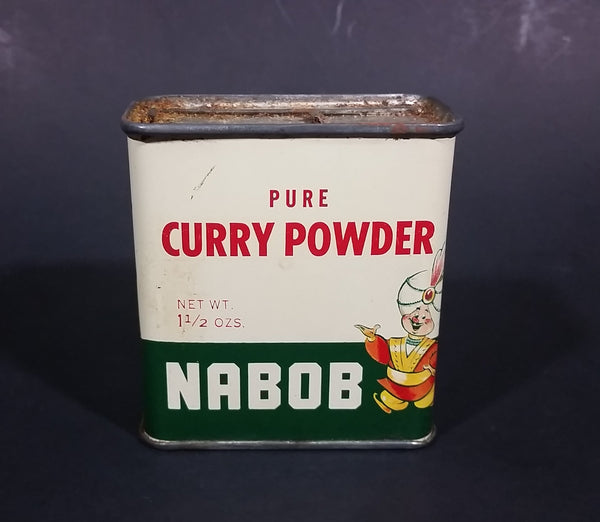 PURE
CURRY POWDER
NET WT.
1 1/2 OZS.
NABOB